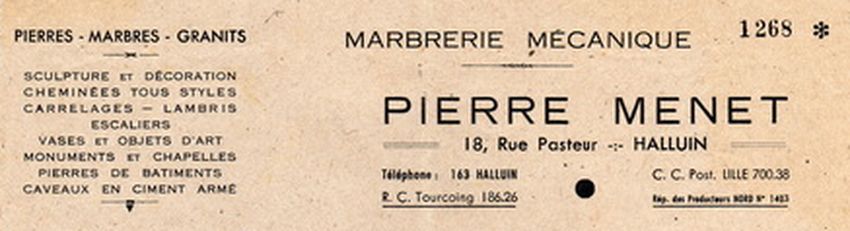 PIERRES - MARBRES - GRANITS
SCULPTURE ET DÉCORATION
CHEMINÉES TOUS STYLES
CARRELAGES — LAMBRIS
ESCALIERS
VASES ET OBJETS D'ART
MONUMENTS ET CHAPELLES
PIERRES DE BATIMENTS
CAVEAUX EN CIMENT ARMÉ
1268 *
MARBRERIE MÉCANIQUE
PIERRE MENET
18, Rue Pasteur -:- HALLUIN
Téléphone : 163 HALLUIN
R. C. Tourcoing 186.26
C. C. Post. LILLE 700.38
Rép. des Producteurs NORD N° 1403